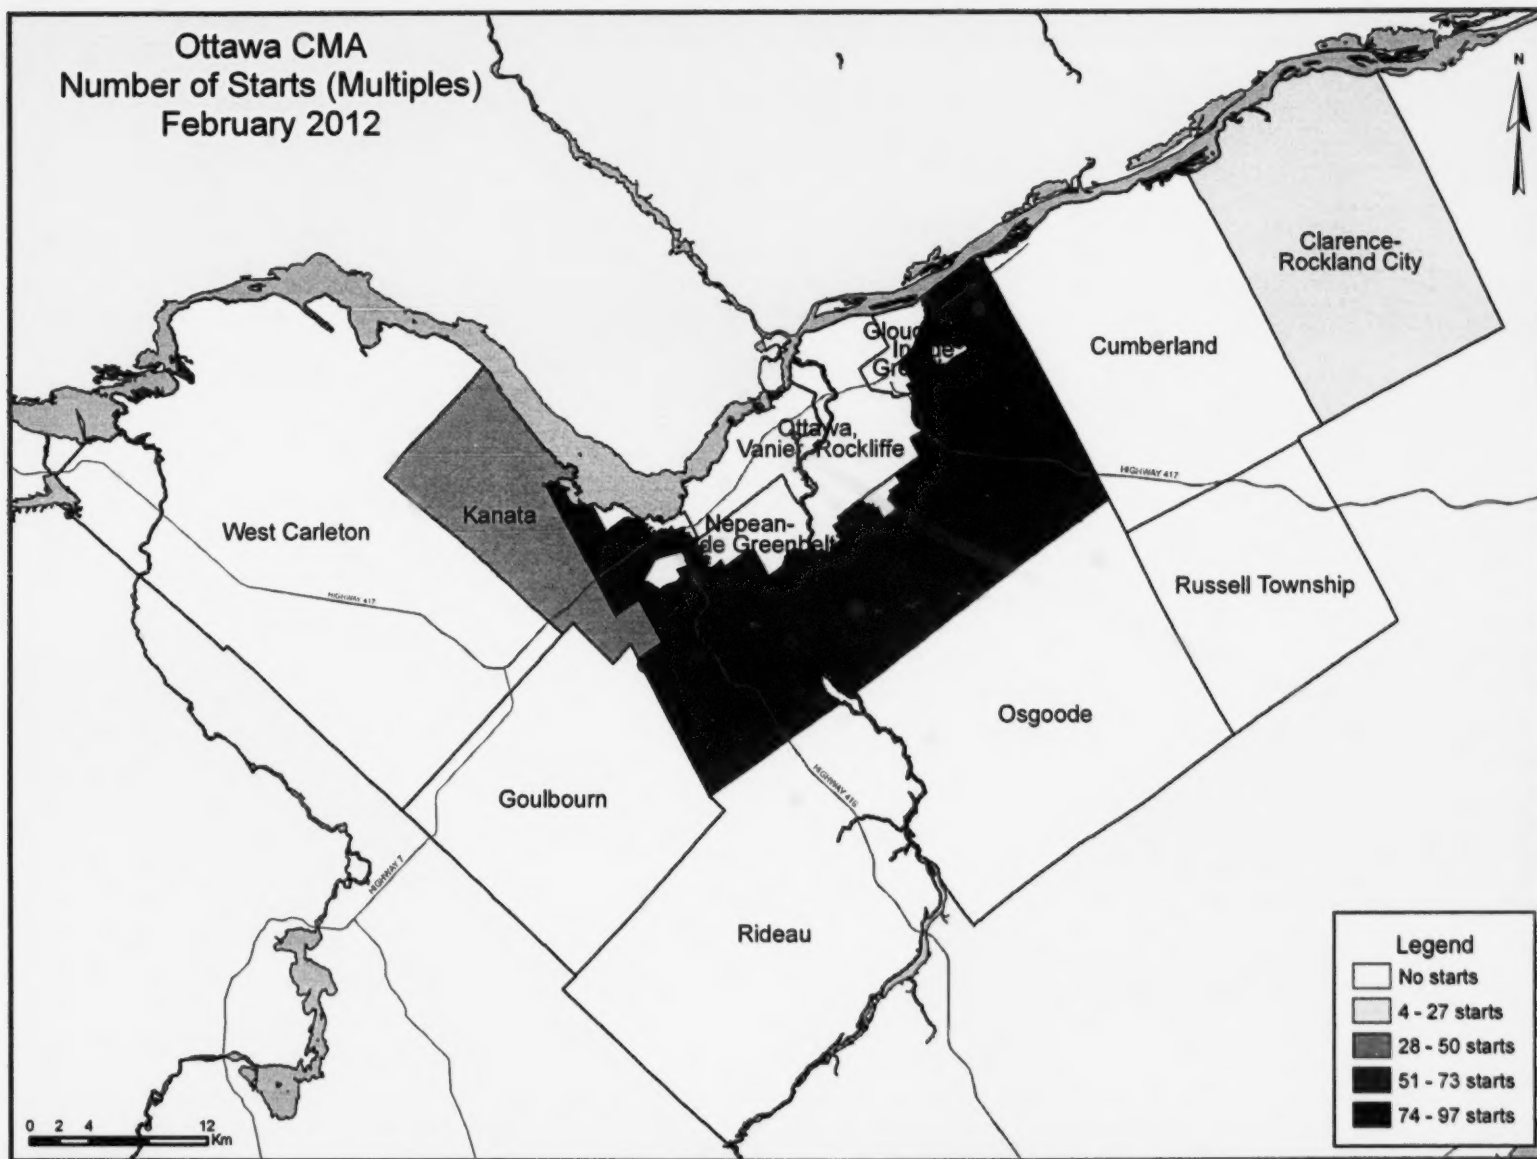 Ottawa CMA
Number of Starts (Multiples)
February 2012
N
Clarence-
Rockland City
Cumberland
Ottawa,
Vanier, Rockliffe
HIGHWAY 417
Kanata
Nepean-
de Greenbelt
West Carleton
Russell Township
HIGHWAY 417
Osgoode
Goulbourn
HIGHWAY 416
HIGHWAY 7
Rideau
Legend
No starts
4 - 27 starts
28 - 50 starts
51 - 73 starts
74 - 97 starts
0 2 4 8 12
Km